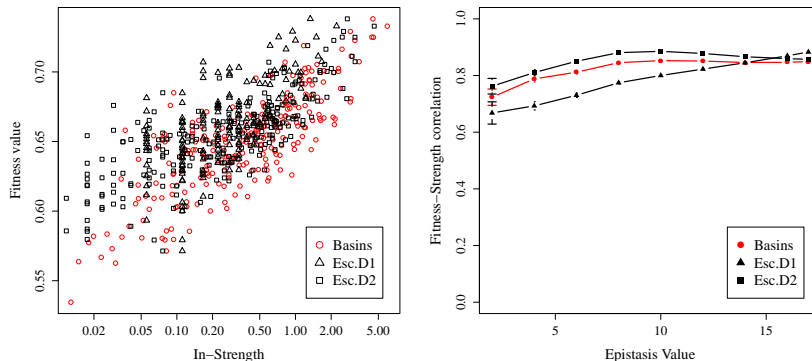 Fitness value
0.55 0.60 0.65 0.70
Basins
Esc.D1
Esc.D2
0.02 0.05 0.10 0.20 0.50 1.00 2.00 5.00
In−Strength
Fitness−Strength correlation
0.0 0.2 0.4 0.6 0.8 1.0
Basins
Esc.D1
Esc.D2
5 10 15
Epistasis Value